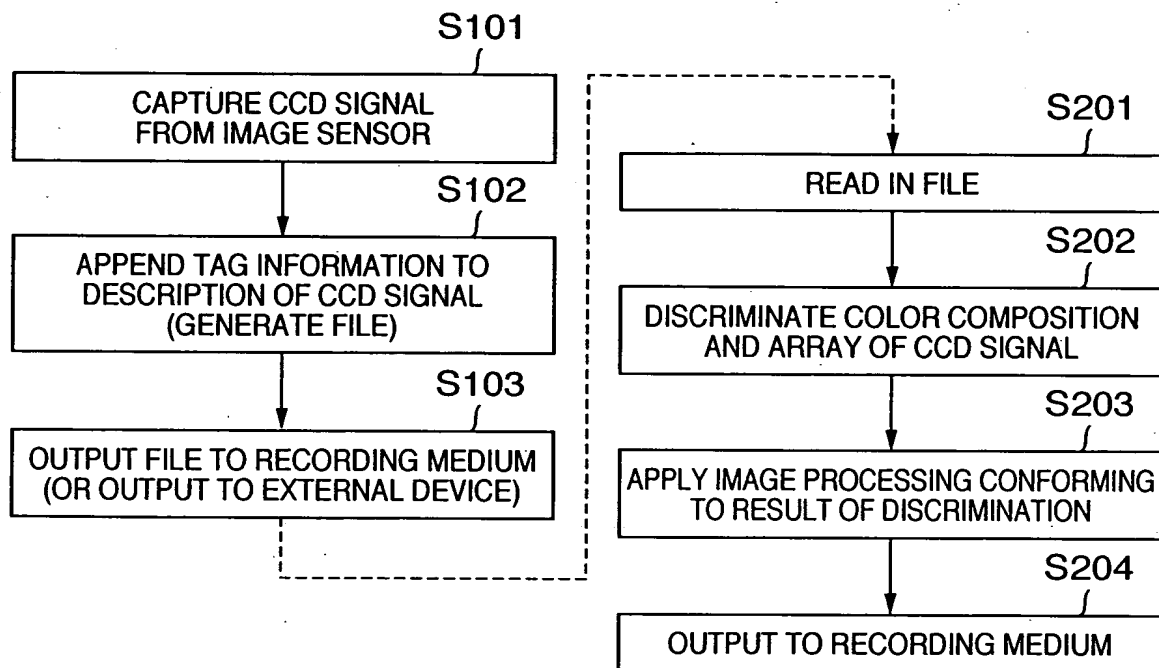 S101
CAPTURE CCD SIGNAL
FROM IMAGE SENSOR
S102
APPEND TAG INFORMATION TO
DESCRIPTION OF CCD SIGNAL
(GENERATE FILE)
S103
OUTPUT FILE TO RECORDING MEDIUM
(OR OUTPUT TO EXTERNAL DEVICE)
S201
READ IN FILE
S202
DISCRIMINATE COLOR COMPOSITION
AND ARRAY OF CCD SIGNAL
S203
APPLY IMAGE PROCESSING CONFORMING
TO RESULT OF DISCRIMINATION
S204
OUTPUT TO RECORDING MEDIUM